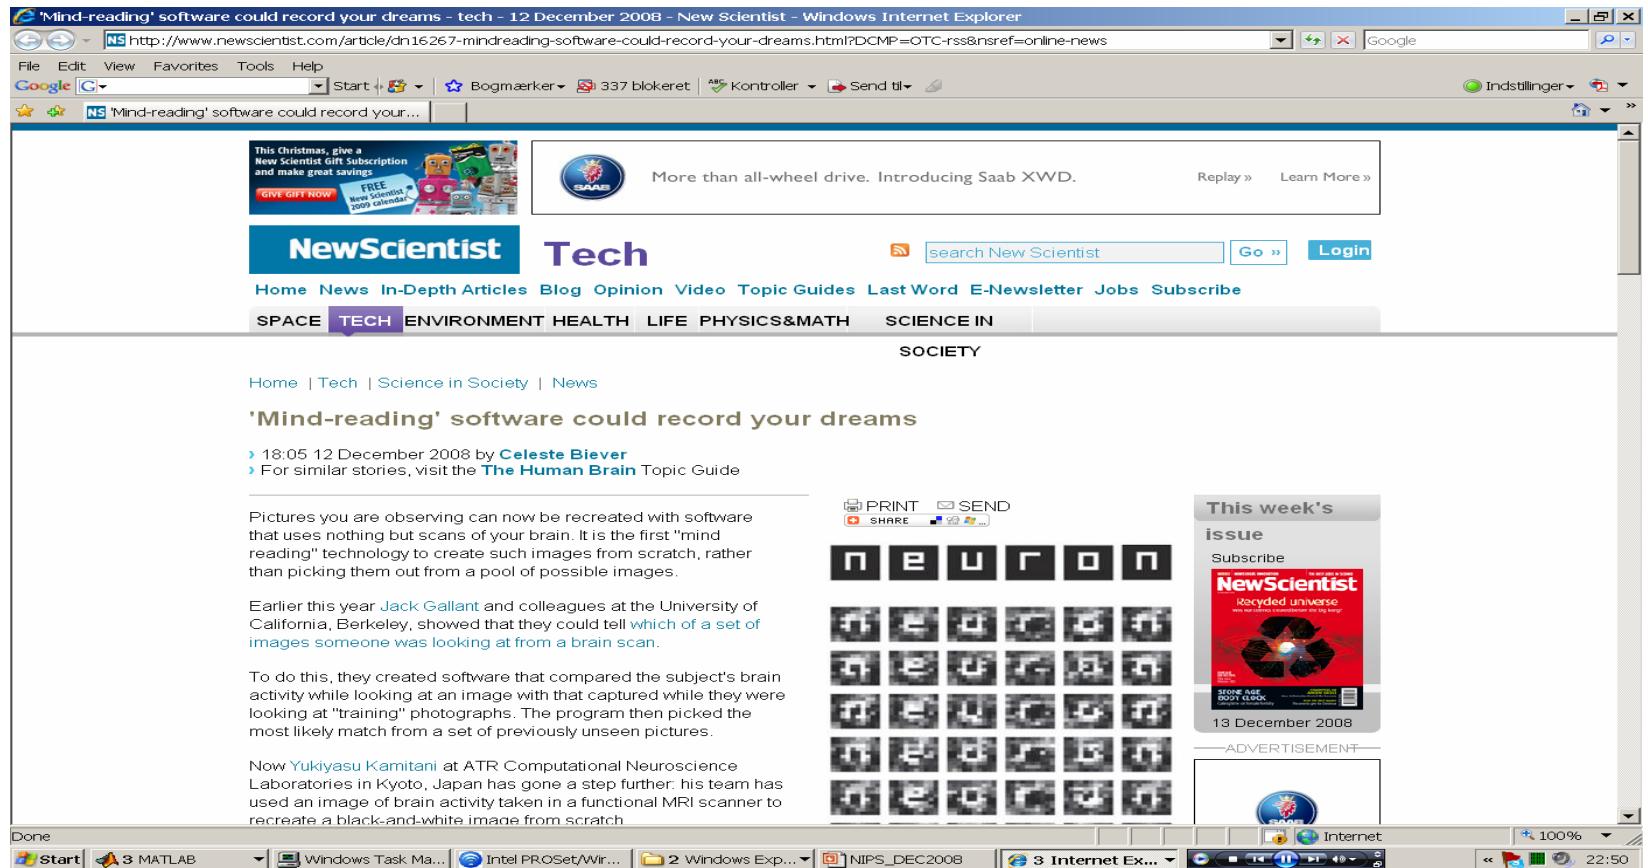 'Mind-reading' software could record your dreams - tech - 12 December 2008 - New Scientist - Windows Internet Explorer
NS http://www.newscientist.com/article/dn16267-mindreading-software-could-record-your-dreams.html?DCMP=OTC-rss&nsref=online-news Google
File Edit View Favorites Tools Help
Google G Start Bogmærker 337 blokeret ABC Kontroller Send til Indstillinger
NS 'Mind-reading' software could record your... »
This Christmas, give a
New Scientist Gift Subscription
and make great savings
GIVE GIFT NOW
FREE
New Scientist
2009 calendar
SAAB
More than all-wheel drive. Introducing Saab XWD. Replay » Learn More »
NewScientist Tech search New Scientist Go » Login
Home News In-Depth Articles Blog Opinion Video Topic Guides Last Word E-Newsletter Jobs Subscribe
SPACE TECH ENVIRONMENT HEALTH LIFE PHYSICS&MATH SCIENCE IN
SOCIETY
Home | Tech | Science in Society | News
'Mind-reading' software could record your dreams
› 18:05 12 December 2008 by Celeste Biever
› For similar stories, visit the The Human Brain Topic Guide
Pictures you are observing can now be recreated with software
that uses nothing but scans of your brain. It is the first "mind
reading" technology to create such images from scratch, rather
than picking them out from a pool of possible images.
Earlier this year Jack Gallant and colleagues at the University of
California, Berkeley, showed that they could tell which of a set of
images someone was looking at from a brain scan.
To do this, they created software that compared the subject's brain
activity while looking at an image with that captured while they were
looking at "training" photographs. The program then picked the
most likely match from a set of previously unseen pictures.
Now Yukiyasu Kamitani at ATR Computational Neuroscience
Laboratories in Kyoto, Japan has gone a step further: his team has
used an image of brain activity taken in a functional MRI scanner to
recreate a black-and-white image from scratch
PRINT SEND
SHARE
neuron
neuron
neuron
neuron
neuron
neuron
This week's
issue
Subscribe
NewScientist
Recycled universe
STONE AGE
BODY CLOCK
13 December 2008
ADVERTISEMENT
SAAB
Done Internet 100%
Start 3 MATLAB Windows Task Ma... Intel PROSet/Wir... 2 Windows Exp... NIPS_DEC2008 3 Internet Ex... « 22:50